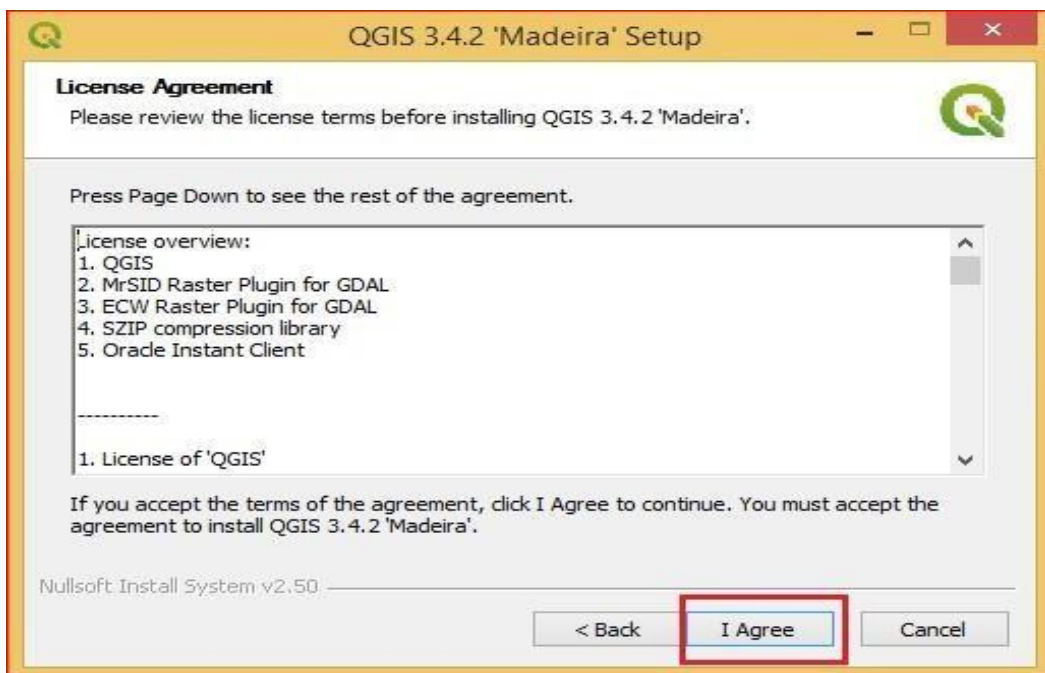 QGIS 3.4.2 'Madeira' Setup
License Agreement
Please review the license terms before installing QGIS 3.4.2 'Madeira'.
Press Page Down to see the rest of the agreement.
License overview:
1. QGIS
2. MrSID Raster Plugin for GDAL
3. ECW Raster Plugin for GDAL
4. SZIP compression library
5. Oracle Instant Client
----------
1. License of 'QGIS'
If you accept the terms of the agreement, click I Agree to continue. You must accept the
agreement to install QGIS 3.4.2 'Madeira'.
Nullsoft Install System v2.50
< Back
I Agree
Cancel